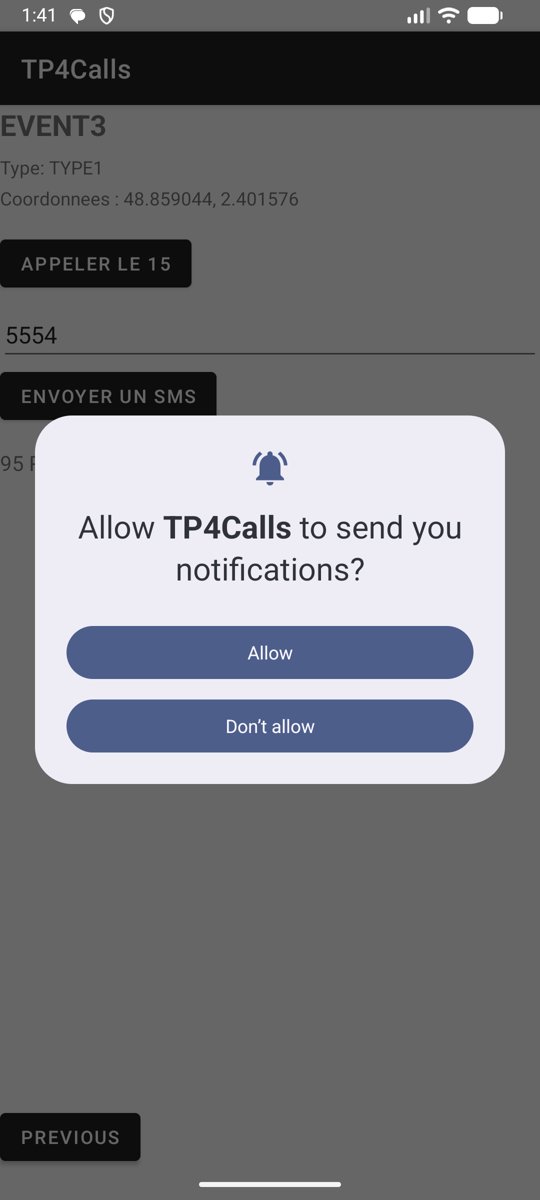 1:41
TP4Calls
EVENT3
Type: TYPE1
Coordonnees : 48.859044, 2.401576
APPELER LE 15
5554
ENVOYER UN SMS
95
Allow TP4Calls to send you
notifications?
Allow
Don’t allow
PREVIOUS